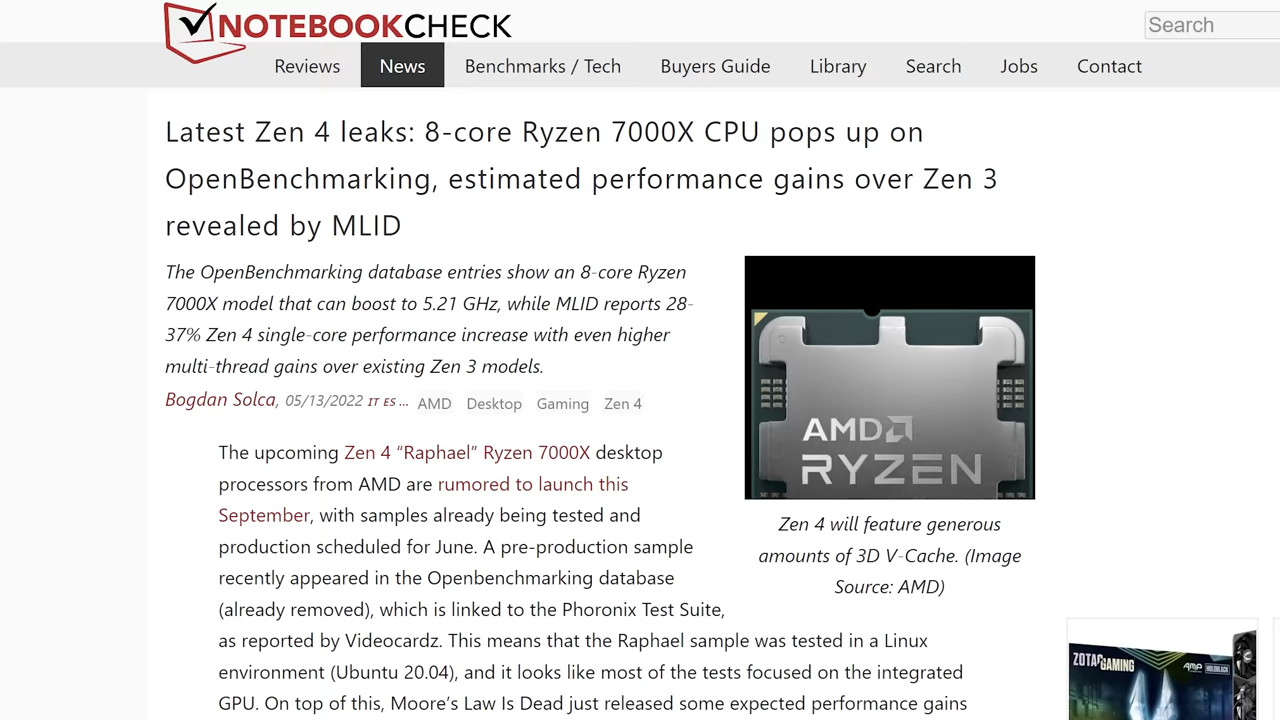 NOTEBOOKCHECK
Search
Reviews News Benchmarks / Tech Buyers Guide Library Search Jobs Contact
Latest Zen 4 leaks: 8-core Ryzen 7000X CPU pops up on
OpenBenchmarking, estimated performance gains over Zen 3
revealed by MLID
The OpenBenchmarking database entries show an 8-core Ryzen
7000X model that can boost to 5.21 GHz, while MLID reports 28-
37% Zen 4 single-core performance increase with even higher
multi-thread gains over existing Zen 3 models.
Bogdan Solca, 05/13/2022 IT ES ... AMD Desktop Gaming Zen 4
AMD
RYZEN
Zen 4 will feature generous
amounts of 3D V-Cache. (Image
Source: AMD)
The upcoming Zen 4 “Raphael” Ryzen 7000X desktop
processors from AMD are rumored to launch this
September, with samples already being tested and
production scheduled for June. A pre-production sample
recently appeared in the Openbenchmarking database
(already removed), which is linked to the Phoronix Test Suite,
as reported by Videocardz. This means that the Raphael sample was tested in a Linux
environment (Ubuntu 20.04), and it looks like most of the tests focused on the integrated
GPU. On top of this, Moore’s Law Is Dead just released some expected performance gains
ZOTAC GAMING
AMP
HOLOBLACK